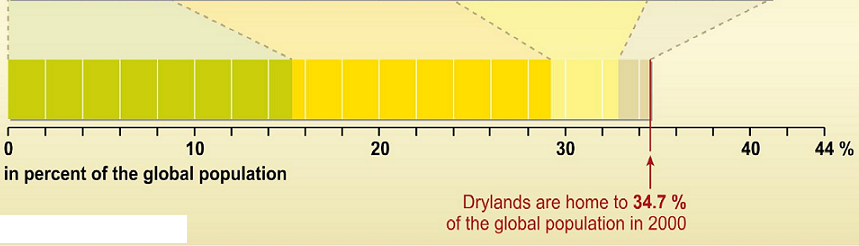 0 10 20 30 40 44 %
in percent of the global population
Drylands are home to 34.7 %
of the global population in 2000